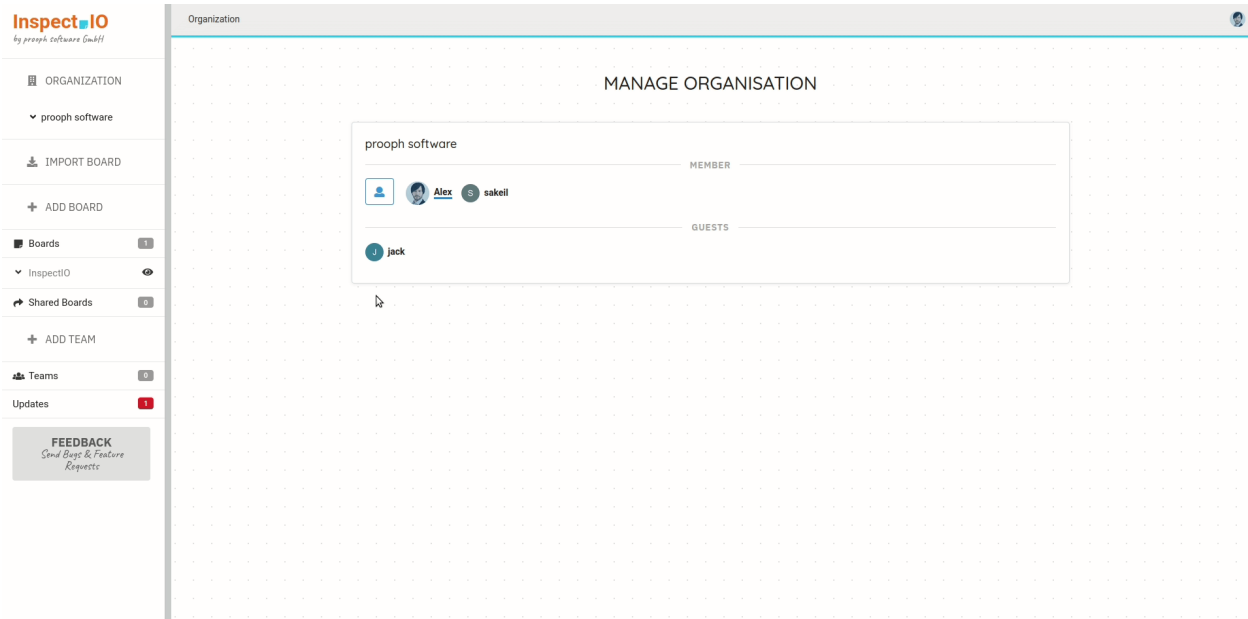 InspectIO
by prooph software GmbH
Organization
ORGANIZATION
prooph software
IMPORT BOARD
ADD BOARD
Boards 1
InspectIO
Shared Boards 0
ADD TEAM
Teams 0
Updates 1
FEEDBACK
Send Bugs & Feature
Requests
MANAGE ORGANISATION
prooph software
MEMBER
Alex S sakeil
GUESTS
J jack